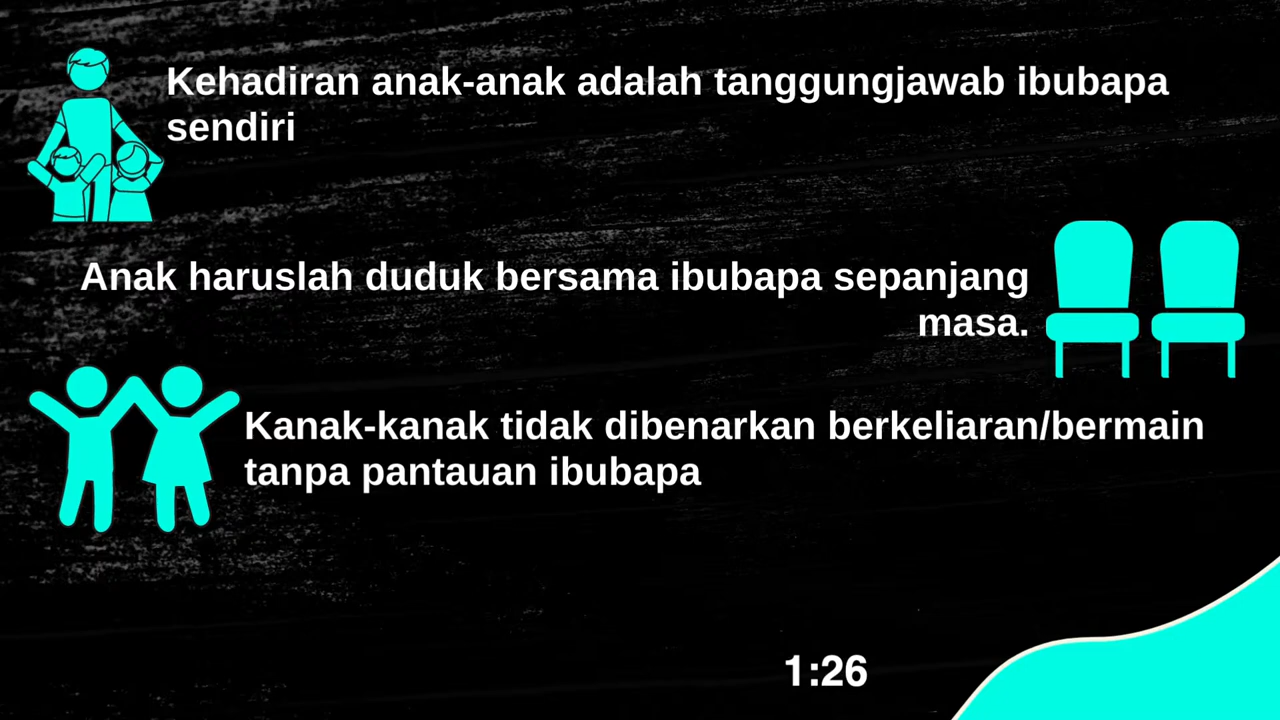 Kehadiran anak-anak adalah tanggungjawab ibubapa
sendiri
Anak haruslah duduk bersama ibubapa sepanjang
masa.
Kanak-kanak tidak dibenarkan berkeliaran/bermain
tanpa pantauan ibubapa
1:26